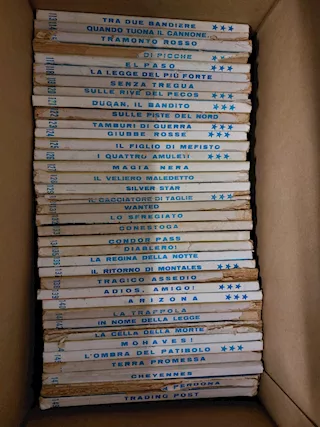 TRA DUE BANDIERE ★★★
QUANDO TUONA IL CANNONE
TRAMONTO ROSSO
DI PICCHE ★★★
EL PASO ★★★
LA LEGGE DEL PIÙ FORTE
SENZA TREGUA
SULLE RIVE DEL PECOS ★★★
DUGAN, IL BANDITO ★★★
SULLE PISTE DEL NORD
TAMBURI DI GUERRA ★★★
GIUBBE ROSSE ★★★
IL FIGLIO DI MEFISTO
I QUATTRO AMULETI ★★★
MAGIA NERA
IL VELIERO MALEDETTO
SILVER STAR
IL CACCIATORE DI TAGLIE ★★★
WANTED
LO SFREGIATO
CONESTOGA
CONDOR PASS
DIABLERO!
LA REGINA DELLA NOTTE
IL RITORNO DI MONTALES ★★★
TRAGICO ASSEDIO
ADIOS, AMIGO! ★★★
ARIZONA ★★★
LA TRAPPOLA
IN NOME DELLA LEGGE
LA CELLA DELLA MORTE
MOHAVES!
L'OMBRA DEL PATIBOLO ★★★
TERRA PROMESSA
CHEYENNES
PERDONA
TRADING POST